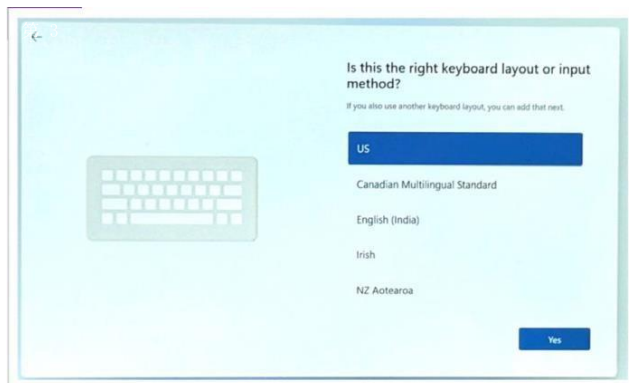 Is this the right keyboard layout or input
method?
If you also use another keyboard layout, you can add that next.
US
Canadian Multilingual Standard
English (India)
Irish
NZ Aotearoa
Yes